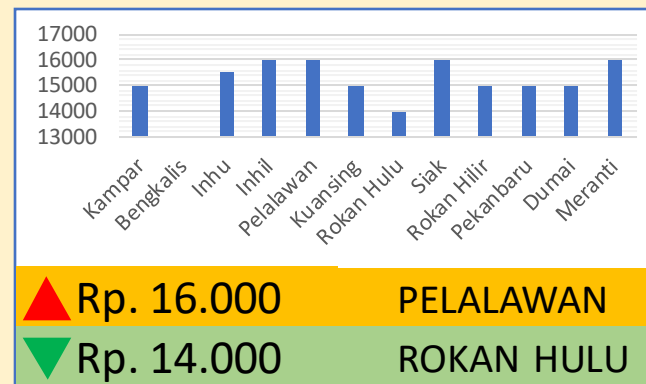 17000
16000
15000
14000
13000
Kampar
Bengkalis
Inhu
Inhil
Pelalawan
Kuansing
Rokan Hulu
Siak
Rokan Hilir
Pekanbaru
Dumai
Meranti
Rp. 16.000 PELALAWAN
Rp. 14.000 ROKAN HULU